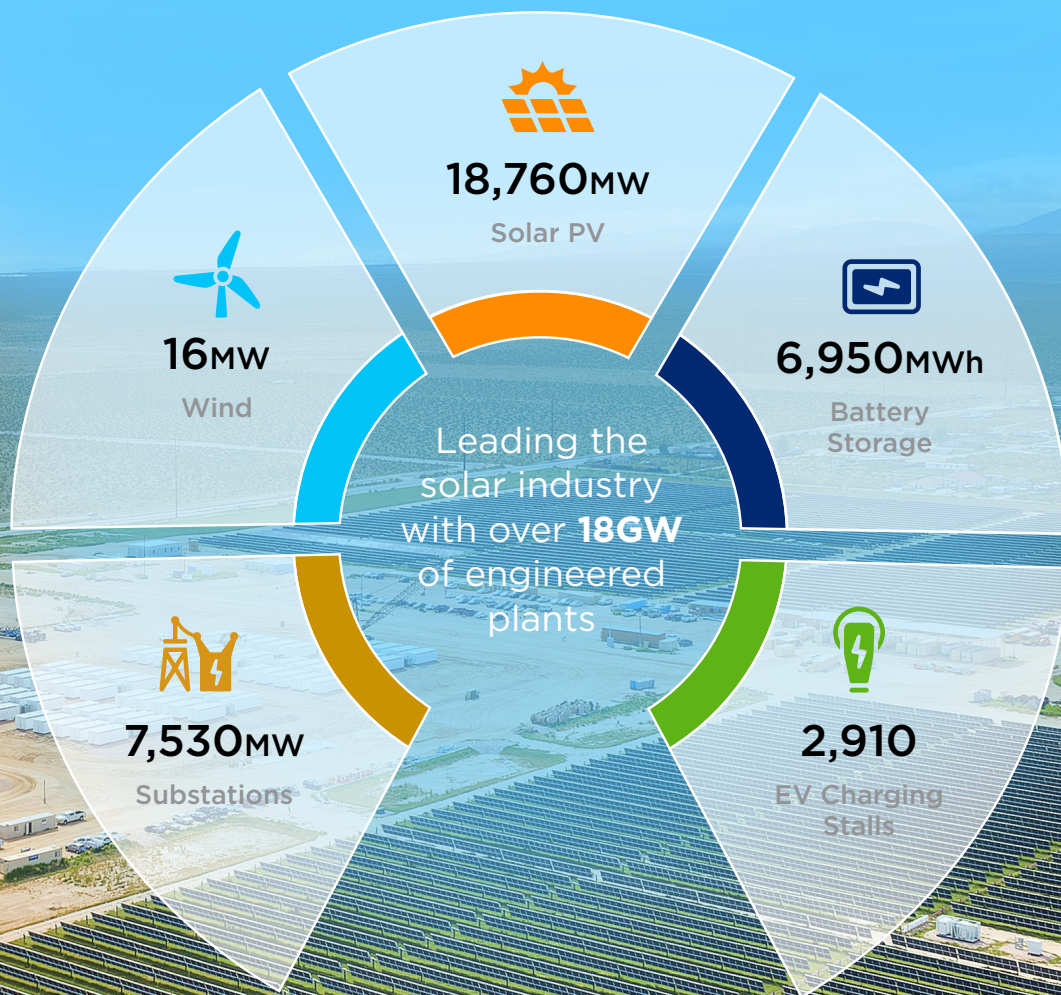 18,760MW
Solar PV
16MW
Wind
6,950MWh
Battery
Storage
Leading the
solar industry
with over 18GW
of engineered
plants
7,530MW
Substations
2,910
EV Charging
Stalls